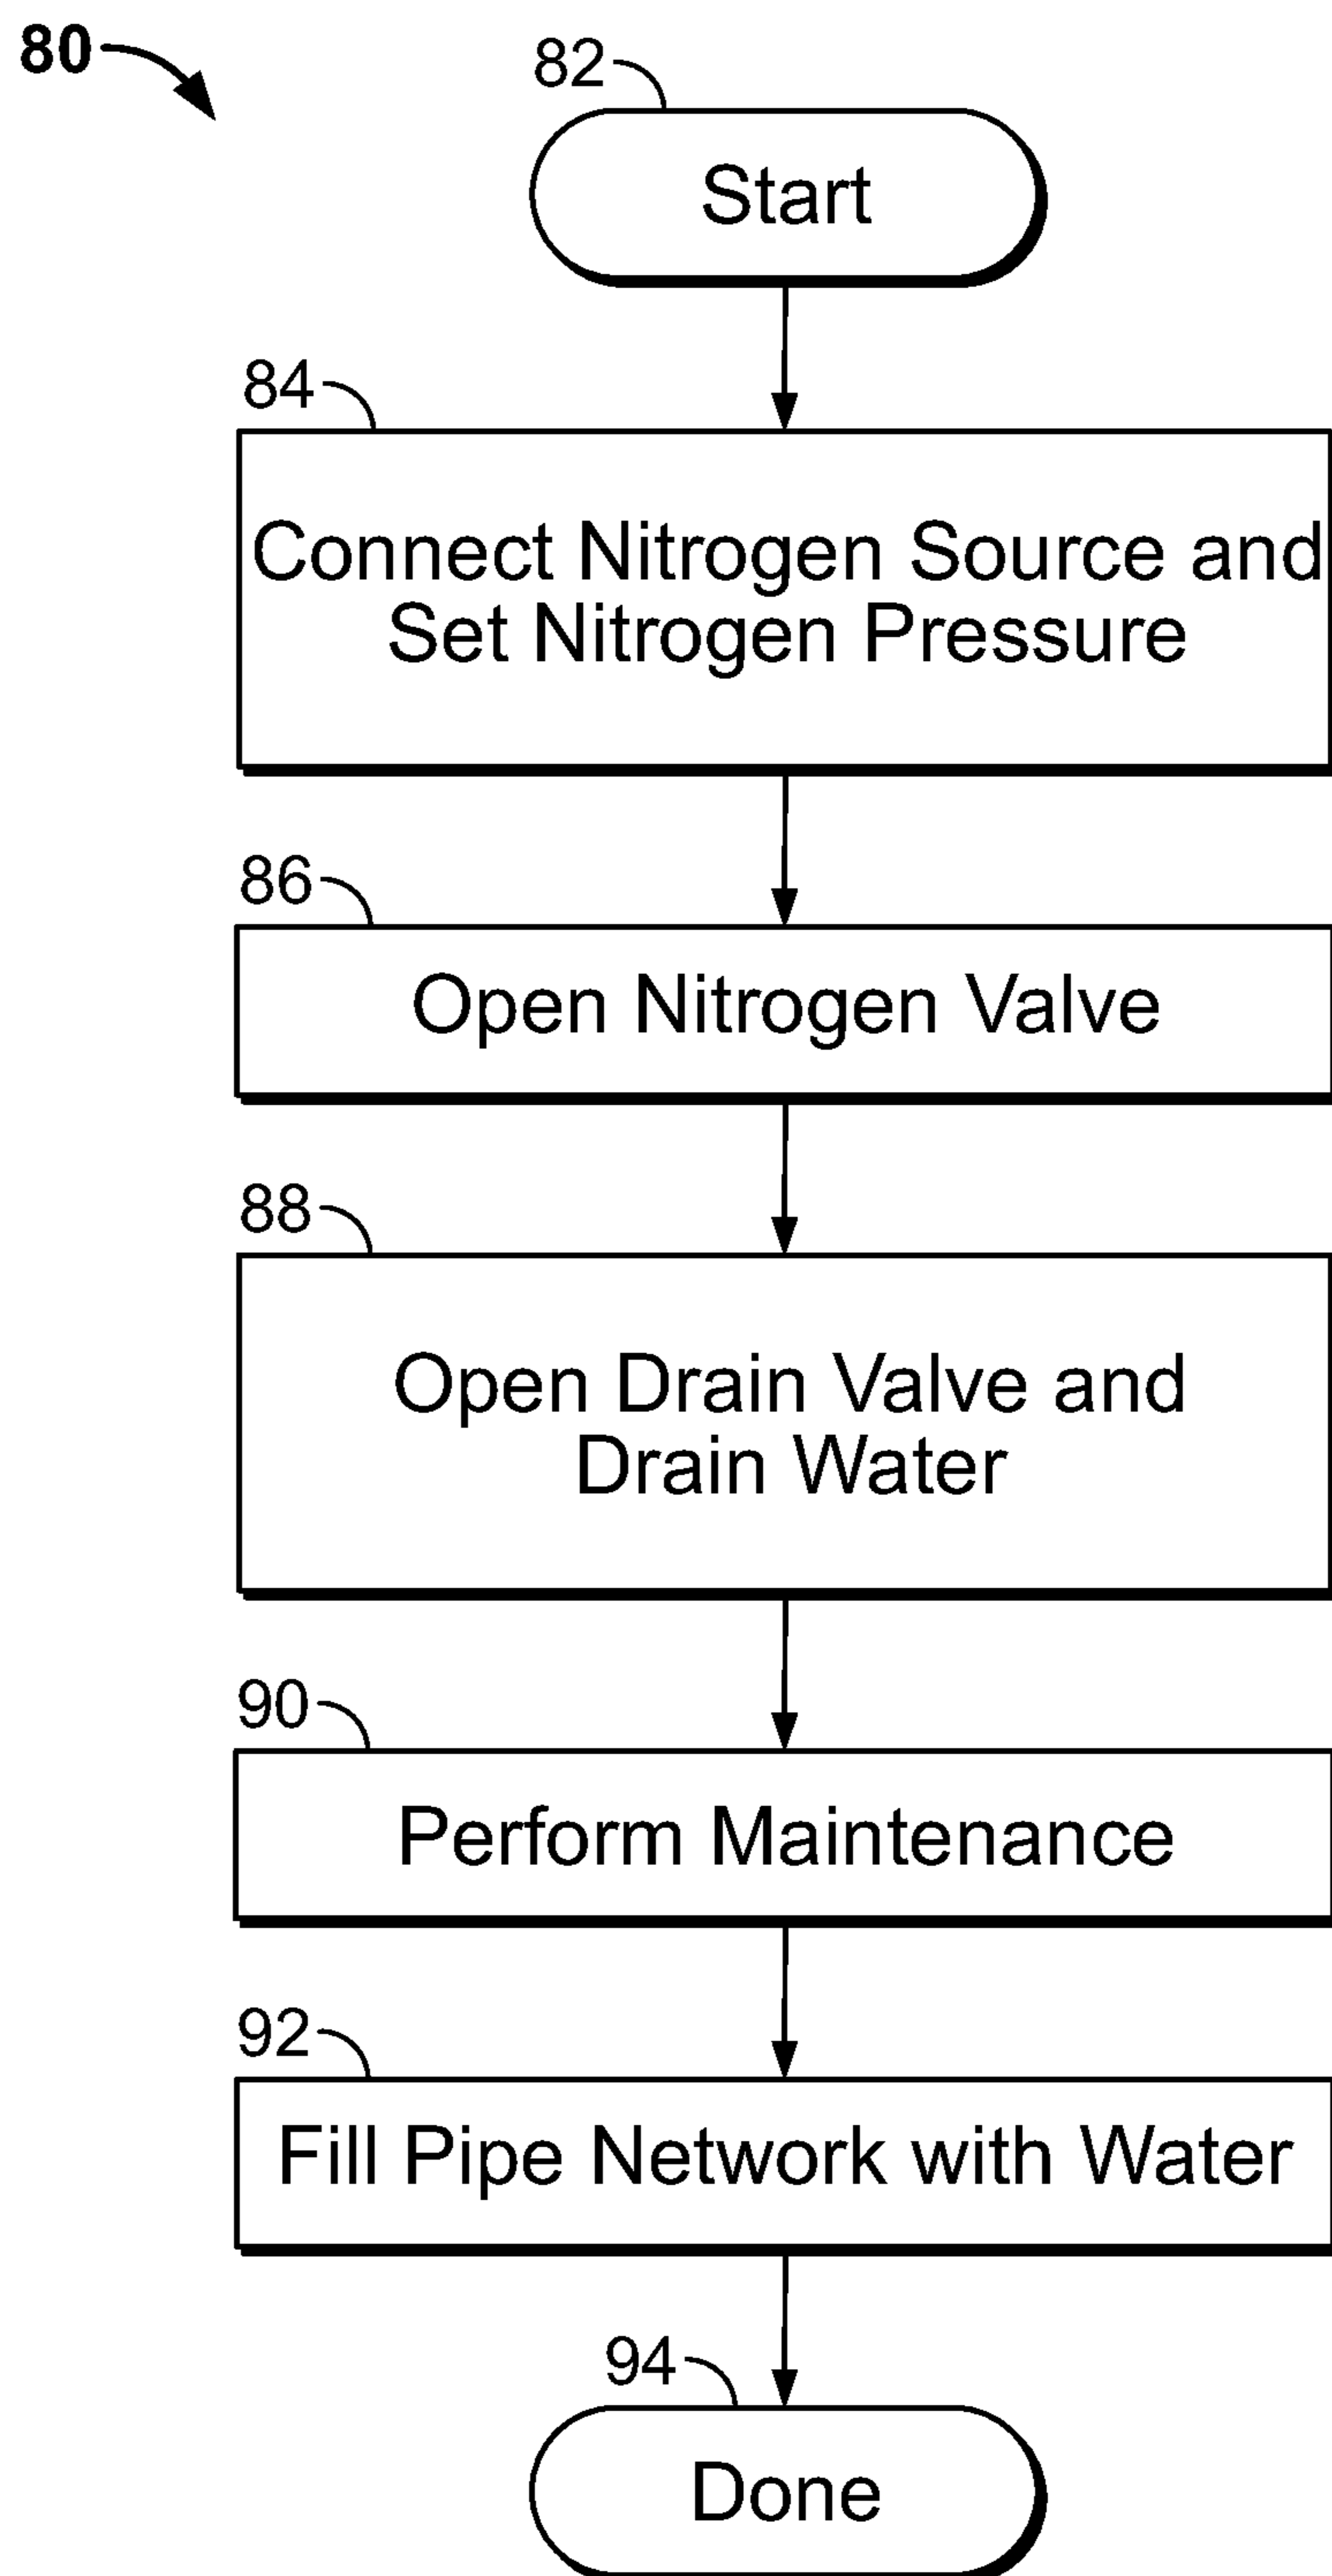 80
82
Start
84
Connect Nitrogen Source and
Set Nitrogen Pressure
86
Open Nitrogen Valve
88
Open Drain Valve and
Drain Water
90
Perform Maintenance
92
Fill Pipe Network with Water
94
Done